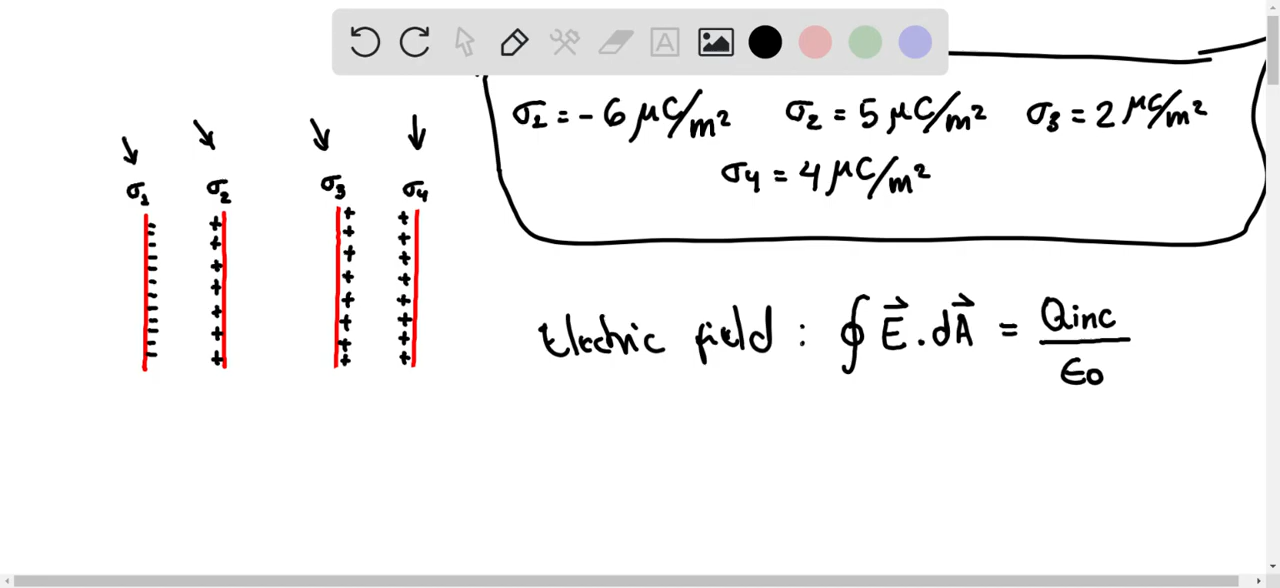 σ1 = - 6 μC/m² σ2 = 5 μC/m² σ3 = 2 μC/m²
σ4 = 4 μC/m²
σ1 σ2 σ3 σ4
Electric field : ∮ E⃗ . dA⃗ = Qinc / ϵ0